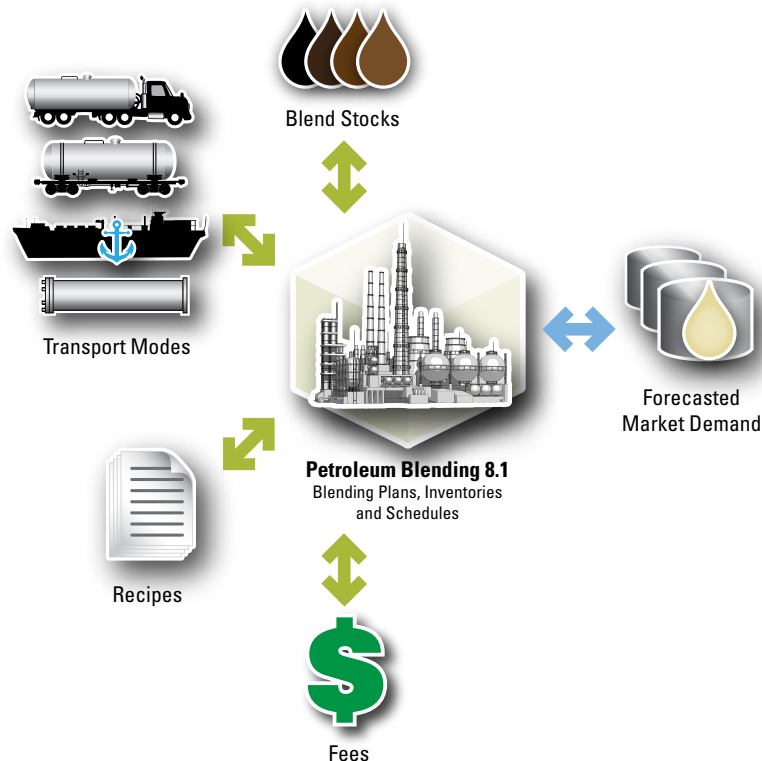 Blend Stocks
Transport Modes
Forecasted
Market Demand
Petroleum Blending 8.1
Blending Plans, Inventories
and Schedules
Recipes
$
Fees